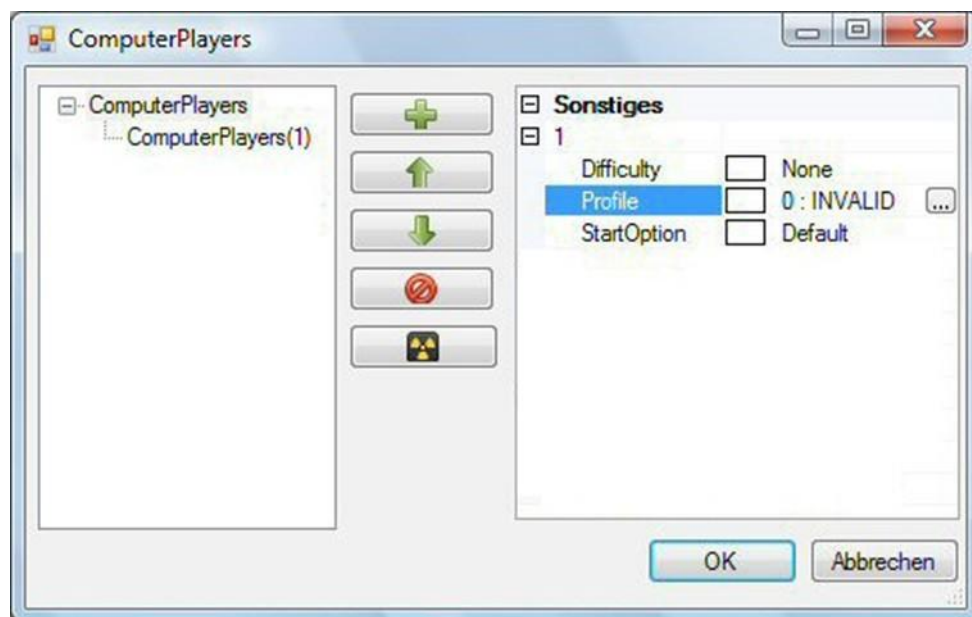 ComputerPlayers
ComputerPlayers
ComputerPlayers(1)
Sonstiges
1
Difficulty None
Profile 0 : INVALID ...
StartOption Default
OK Abbrechen